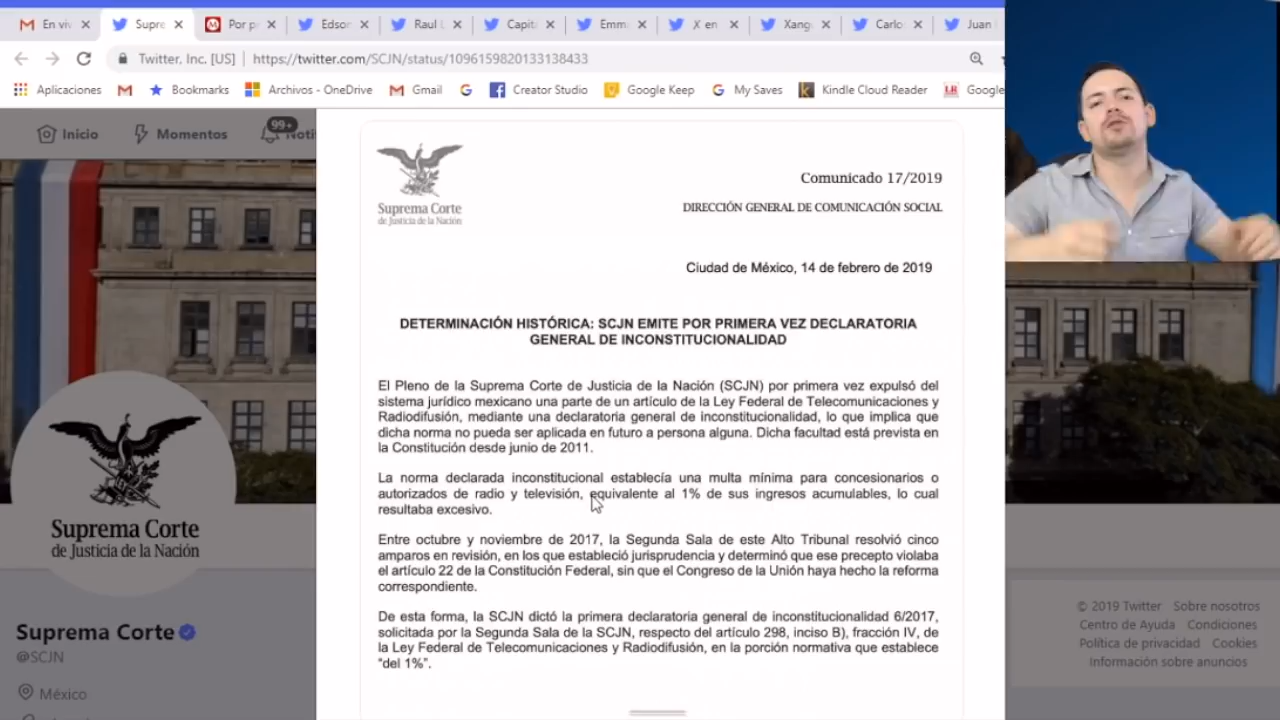 En viv
Supre
Por p
Edson
Raul L
Capit
Emm
X en
Xang
Carlo
Juan
Twitter, Inc. [US] | https://twitter.com/SCJN/status/1096159820133138433
Aplicaciones
Bookmarks
Archivos - OneDrive
Gmail
Creator Studio
Google Keep
My Saves
Kindle Cloud Reader
LR
Google
Inicio
Momentos
99+
Noti
Suprema Corte
de Justicia de la Nación
Comunicado 17/2019
DIRECCIÓN GENERAL DE COMUNICACIÓN SOCIAL
Ciudad de México, 14 de febrero de 2019
DETERMINACIÓN HISTÓRICA: SCJN EMITE POR PRIMERA VEZ DECLARATORIA
GENERAL DE INCONSTITUCIONALIDAD
El Pleno de la Suprema Corte de Justicia de la Nación (SCJN) por primera vez expulsó del
sistema jurídico mexicano una parte de un artículo de la Ley Federal de Telecomunicaciones y
Radiodifusión, mediante una declaratoria general de inconstitucionalidad, lo que implica que
dicha norma no pueda ser aplicada en futuro a persona alguna. Dicha facultad está prevista en
la Constitución desde junio de 2011.
La norma declarada inconstitucional establecía una multa mínima para concesionarios o
autorizados de radio y televisión, equivalente al 1% de sus ingresos acumulables, lo cual
resultaba excesivo.
Entre octubre y noviembre de 2017, la Segunda Sala de este Alto Tribunal resolvió cinco
amparos en revisión, en los que estableció jurisprudencia y determinó que ese precepto violaba
el artículo 22 de la Constitución Federal, sin que el Congreso de la Unión haya hecho la reforma
correspondiente.
De esta forma, la SCJN dictó la primera declaratoria general de inconstitucionalidad 6/2017,
solicitada por la Segunda Sala de la SCJN, respecto del artículo 298, inciso B), fracción IV, de
la Ley Federal de Telecomunicaciones y Radiodifusión, en la porción normativa que establece
"del 1%".
Suprema Corte
de Justicia de la Nación
Suprema Corte
@SCJN
México
© 2019 Twitter Sobre nosotros
Centro de Ayuda Condiciones
Política de privacidad Cookies
Información sobre anuncios